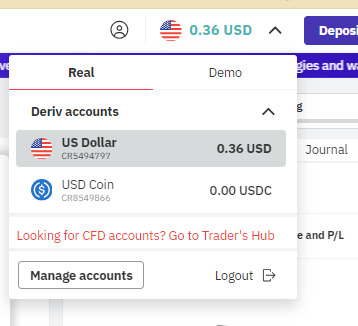 0.36 USD
Deposi
gies and wa
Real
Demo
Deriv accounts
US Dollar
CR5494797
0.36 USD
Journal
USD Coin
CR8549866
0.00 USDC
Looking for CFD accounts? Go to Trader's Hub
e and P/L
Manage accounts
Logout